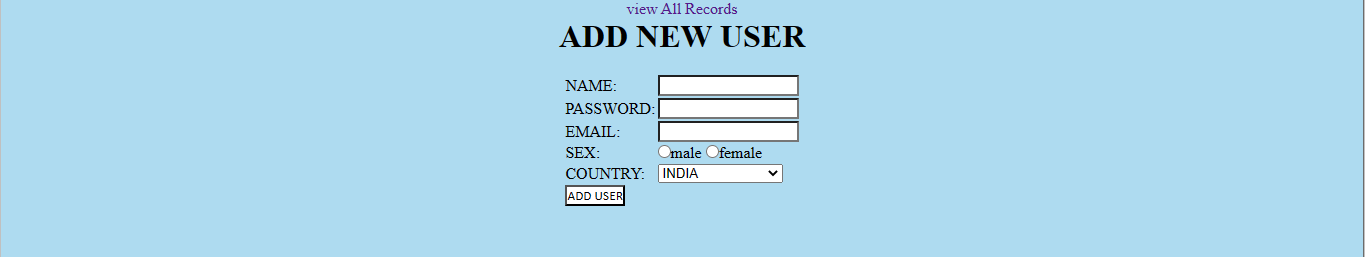 view All Records
ADD NEW USER
NAME:
PASSWORD:
EMAIL:
SEX: male female
COUNTRY: INDIA
ADD USER